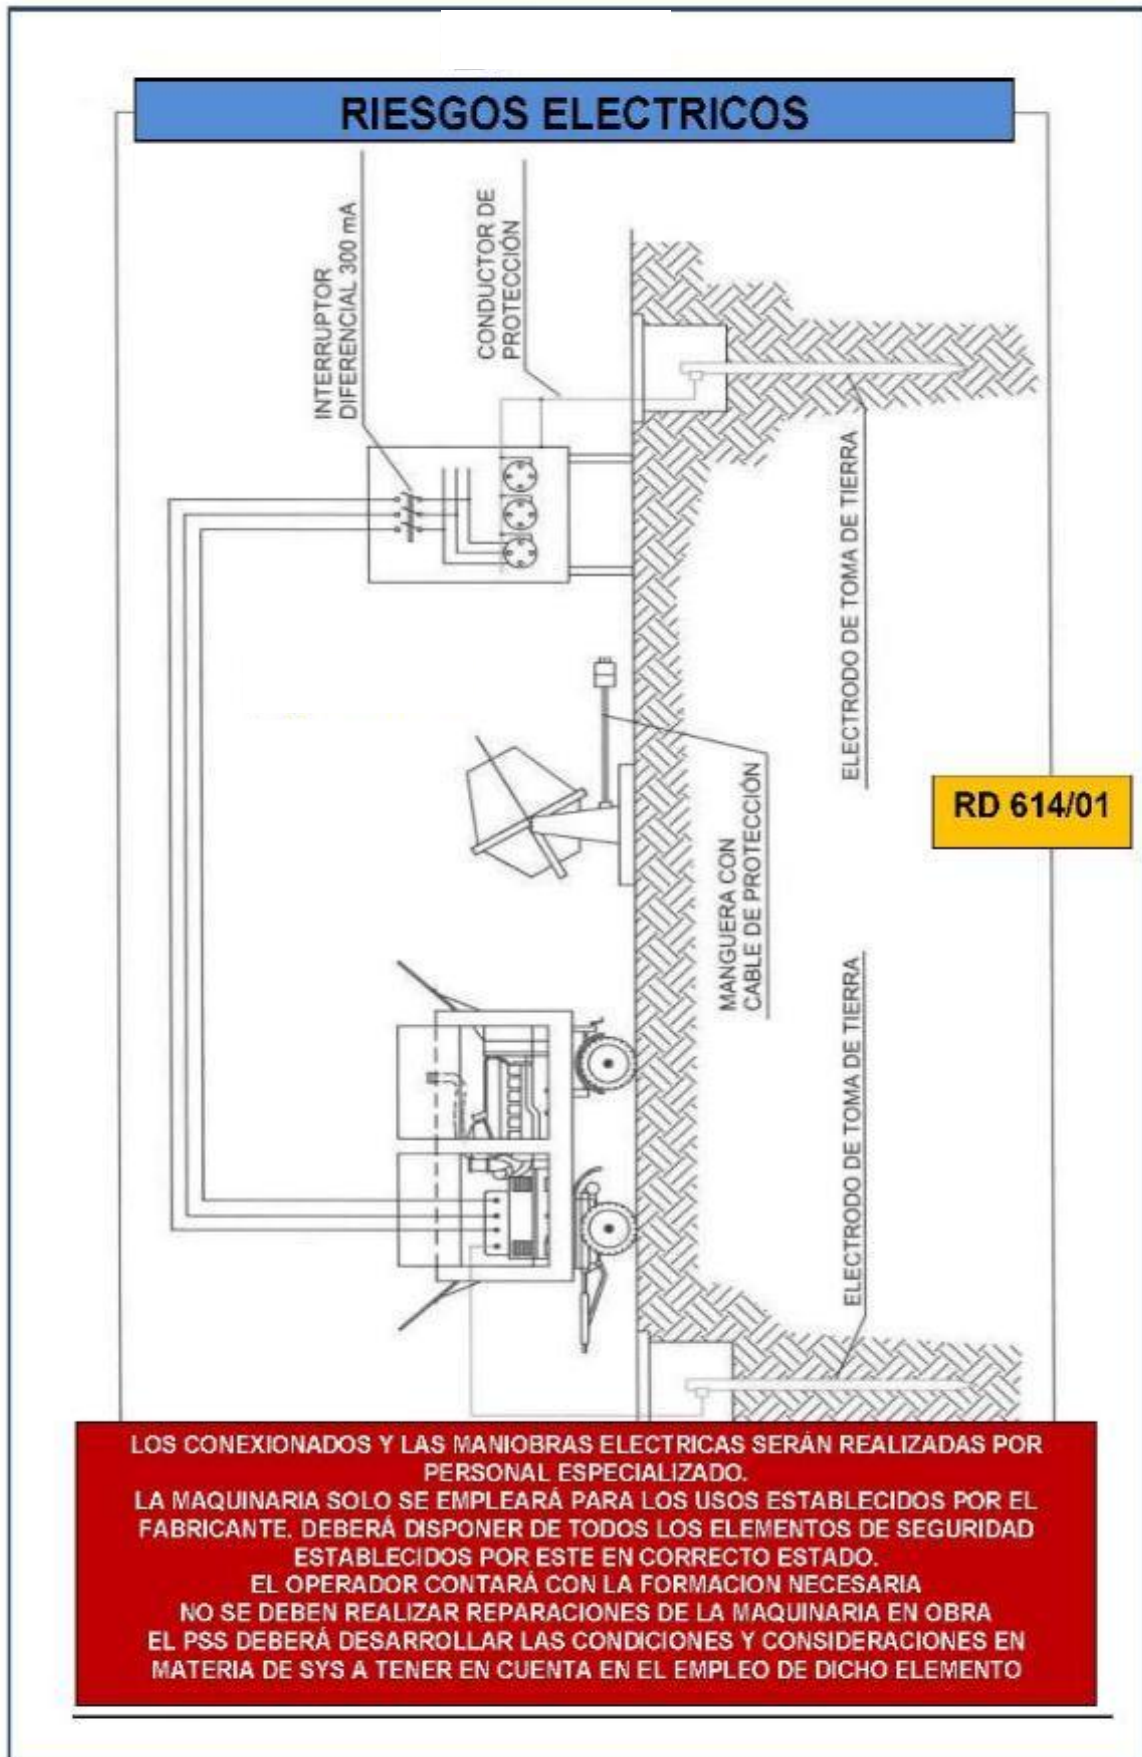 RIESGOS ELECTRICOS
INTERRUPTOR
DIFERENCIAL 300 mA
CONDUCTOR DE
PROTECCIÓN
ELECTRODO DE TOMA DE TIERRA
RD 614/01
MANGUERA CON
CABLE DE PROTECCIÓN
ELECTRODO DE TOMA DE TIERRA
LOS CONEXIONADOS Y LAS MANIOBRAS ELECTRICAS SERÁN REALIZADAS POR
PERSONAL ESPECIALIZADO.
LA MAQUINARIA SOLO SE EMPLEARÁ PARA LOS USOS ESTABLECIDOS POR EL
FABRICANTE. DEBERÁ DISPONER DE TODOS LOS ELEMENTOS DE SEGURIDAD
ESTABLECIDOS POR ESTE EN CORRECTO ESTADO.
EL OPERADOR CONTARÁ CON LA FORMACION NECESARIA
NO SE DEBEN REALIZAR REPARACIONES DE LA MAQUINARIA EN OBRA
EL PSS DEBERÁ DESARROLLAR LAS CONDICIONES Y CONSIDERACIONES EN
MATERIA DE SYS A TENER EN CUENTA EN EL EMPLEO DE DICHO ELEMENTO